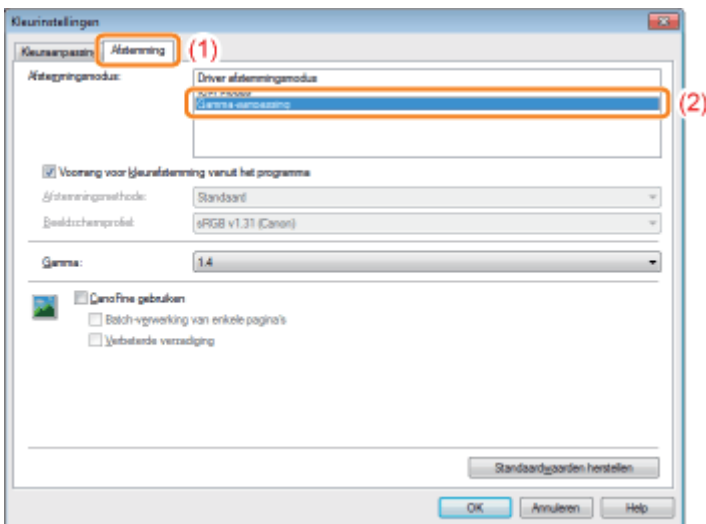 Kleurinstellingen
Kleuraanpassing Afstemming (1)
Afstemmingsmodus: Driver afstemmingsmodus
Gamma-aanpassing (2)
Voorrang voor kleurafstemming vanuit het programma
Afstemmingsmethode: Standaard
Beeldschermprofiel: sRGB v1.31 (Canon)
Gamma: 1.4
CanoFine gebruiken
Batch-verwerking van enkele pagina's
Verbeterde verzadiging
Standaardwaarden herstellen
OK Annuleren Help